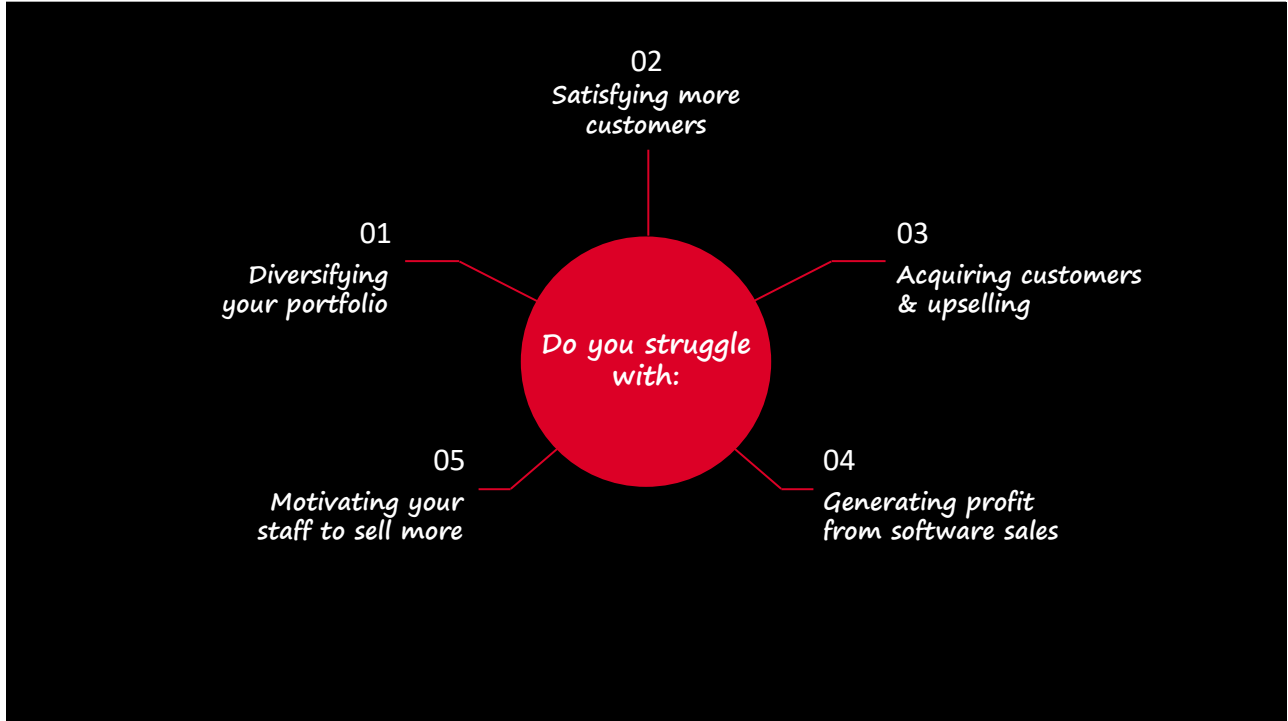 Do you struggle
with:
01
Diversifying
your portfolio
02
Satisfying more
customers
03
Acquiring customers
& upselling
04
Generating profit
from software sales
05
Motivating your
staff to sell more